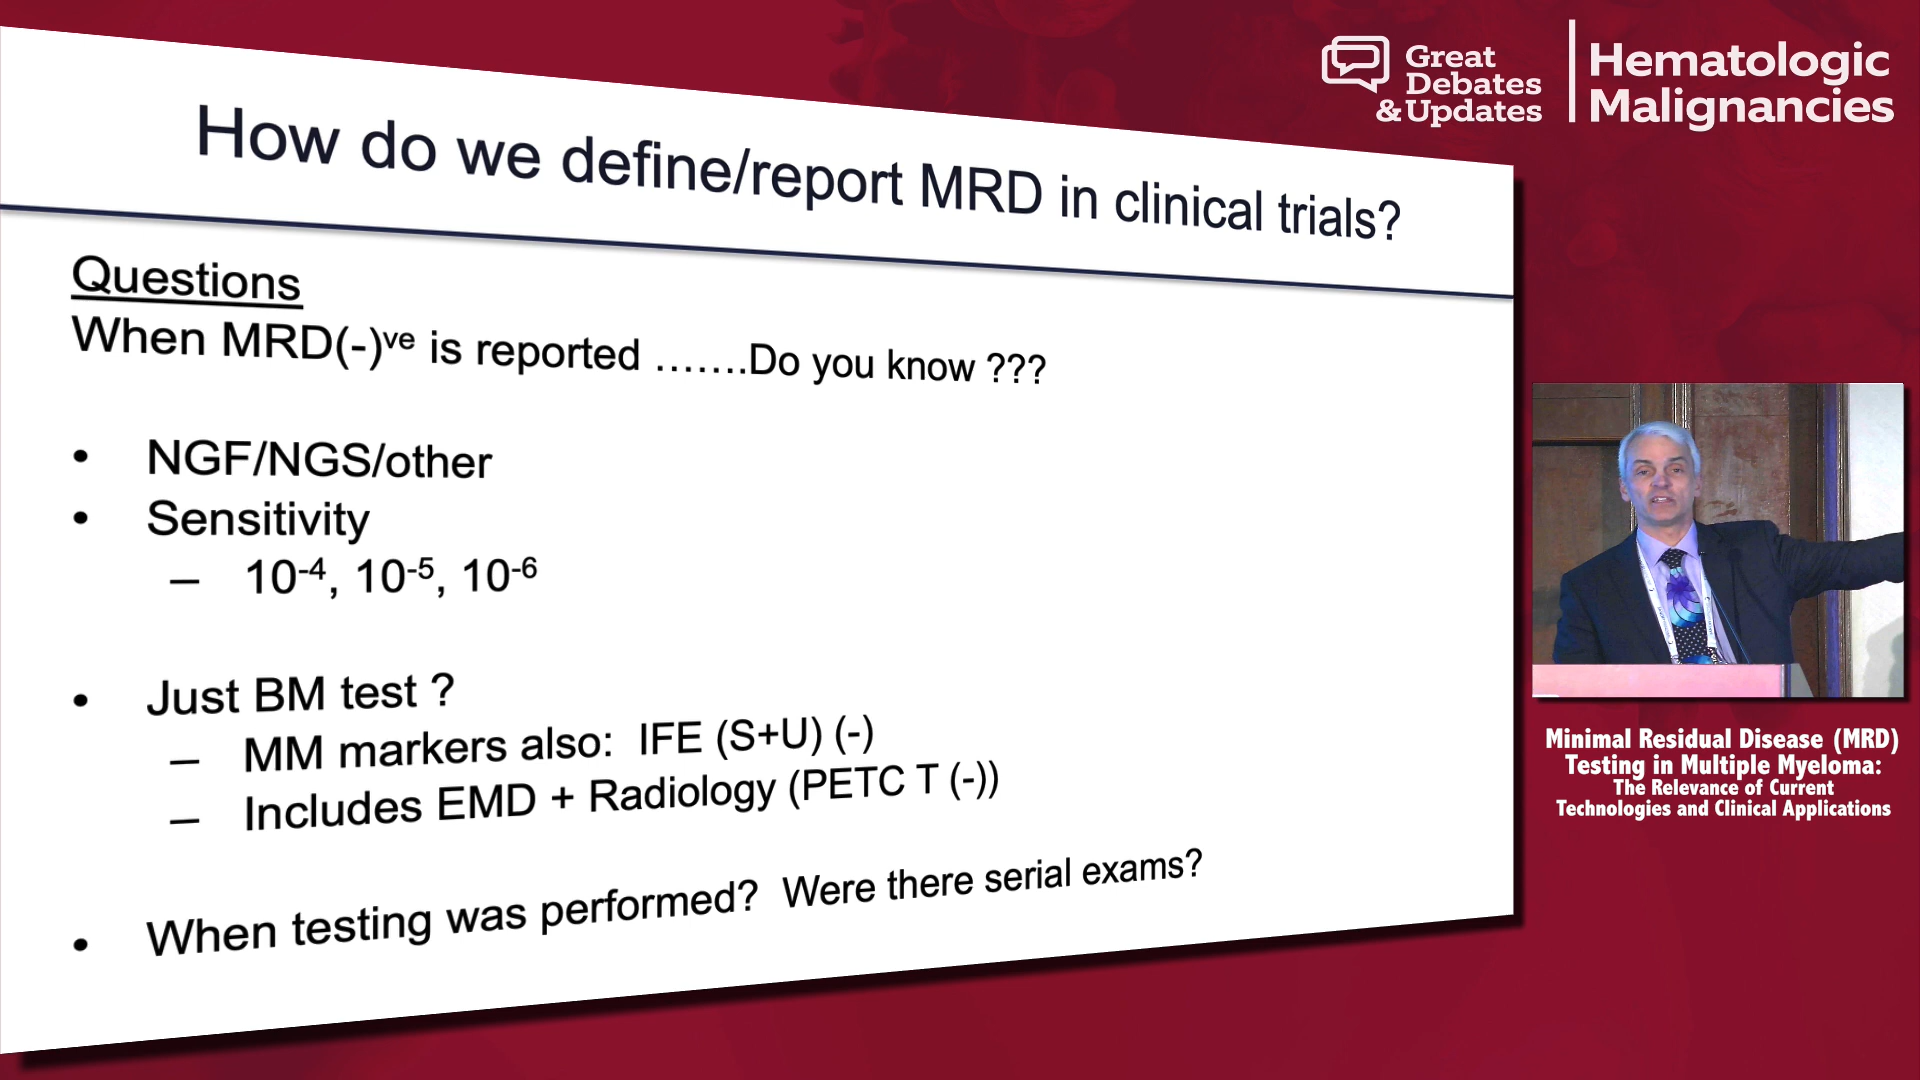 Great
Debates
& Updates
Hematologic
Malignancies
How do we define/report MRD in clinical trials?
Questions
When MRD(-)ve is reported .......Do you know ???
• NGF/NGS/other
• Sensitivity
– 10-4, 10-5, 10-6
• Just BM test ?
– MM markers also: IFE (S+U) (-)
– Includes EMD + Radiology (PETC T (-))
• When testing was performed? Were there serial exams?
Minimal Residual Disease (MRD)
Testing in Multiple Myeloma:
The Relevance of Current
Technologies and Clinical Applications